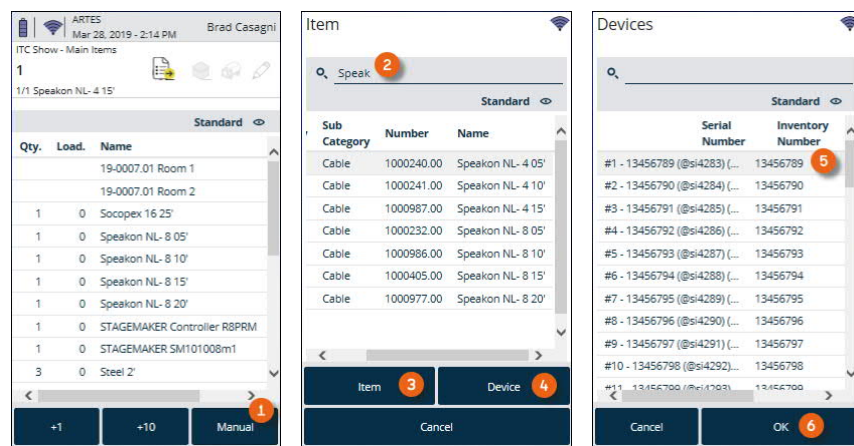 ARTES
Mar 28, 2019 - 2:14 PM Brad Casagni
ITC Show - Main Items
1
1/1 Speakon NL- 4 15'
Standard
Qty. Load. Name
19-0007.01 Room 1
19-0007.01 Room 2
1 0 Socopex 16 25'
1 0 Speakon NL- 8 05'
1 0 Speakon NL- 8 10'
1 0 Speakon NL- 8 15'
1 0 Speakon NL- 8 20'
1 0 STAGEMAKER Controller R8PRM
1 0 STAGEMAKER SM101008m1
3 0 Steel 2'
1
+1 +10 Manual
Item
Speak 2
Standard
Sub Category Number Name
Cable 1000240.00 Speakon NL- 4 05'
Cable 1000241.00 Speakon NL- 4 10'
Cable 1000987.00 Speakon NL- 4 15'
Cable 1000232.00 Speakon NL- 8 05'
Cable 1000986.00 Speakon NL- 8 10'
Cable 1000405.00 Speakon NL- 8 15'
Cable 1000977.00 Speakon NL- 8 20'
Item 3 Device 4
Cancel
Devices
Standard
Serial Number Inventory Number
#1 - 13456789 (@si4283) (... 13456789 5
#2 - 13456790 (@si4284) (... 13456790
#3 - 13456791 (@si4285) (... 13456791
#4 - 13456792 (@si4286) (... 13456792
#5 - 13456793 (@si4287) (... 13456793
#6 - 13456794 (@si4288) (... 13456794
#7 - 13456795 (@si4289) (... 13456795
#8 - 13456796 (@si4290) (... 13456796
#9 - 13456797 (@si4291) (... 13456797
#10 - 13456798 (@si4292)... 13456798
#11 - 13456799 (@si4293) 13456799
Cancel OK 6